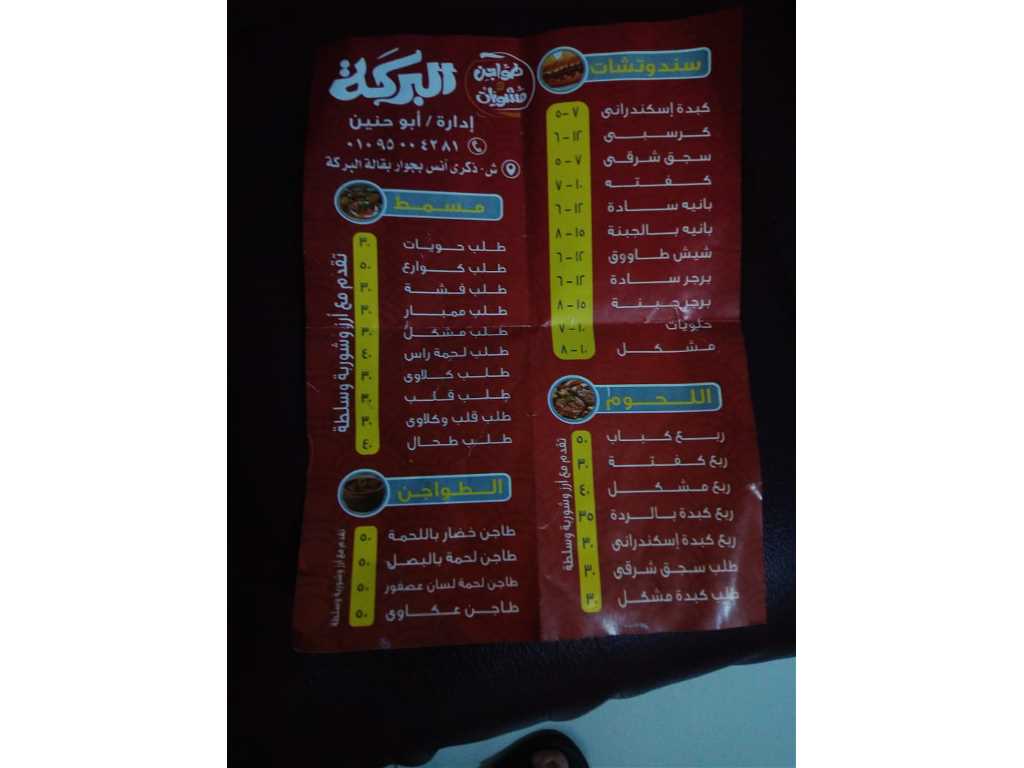 البركة
طواجن
مشويات
إدارة / أبو حنين
٠١٠ ٩٥ ٠٠ ٤٢٨١
ش - ذكرى أنس بجوار بقالة البركة
مسمط
طلب حويات ٣٠
طلب كوارع ٥٠
طلب فشة ٣٠
طلب ممبار ٣٠
طلب مشكل ٣٠
طلب لحمة راس ٤٠
طلب كلاوى ٣٠
طلب قلب ٣٠
طلب قلب وكلاوى ٣٠
طلب طحال ٤٠
تقدم مع أرز وشوربة وسلطة
الطواجن
طاجن خضار باللحمة ٥٠
طاجن لحمة بالبصل ٥٠
طاجن لحمة لسان عصفور ٥٠
طاجن عكاوى ٥٠
تقدم مع أرز وشوربة وسلطة
سندوتشات
كبدة إسكندرانى ٧ - ٥
كرسبى ١٢ - ٦
سجق شرقى ٧ - ٥
كفته ١٠ - ٧
بانيه سادة ١٢ - ٦
بانيه بالجبنة ١٥ - ٨
شيش طاووق ١٢ - ٦
برجر سادة ١٢ - ٦
برجر جبنة ١٥ - ٨
حلويات ١٠ - ٧
مشكل ١٠ - ٨
اللحوم
ربع كباب ٥٠
ربع كفتة ٣٠
ربع مشكل ٤٠
ربع كبدة بالردة ٣٥
ربع كبدة إسكندرانى ٣٠
طلب سجق شرقى ٣٠
طلب كبدة مشكل ٣٠
تقدم مع أرز وشوربة وسلطة